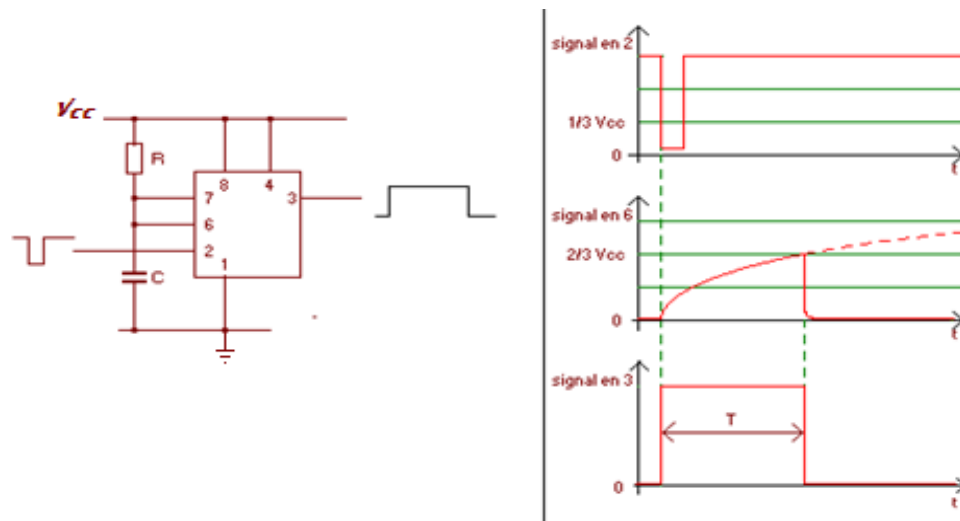 Vcc
R
8
4
7
3
6
2
1
C
signal en 2
1/3 Vcc
0
t
signal en 6
2/3 Vcc
0
t
signal en 3
T
0
t